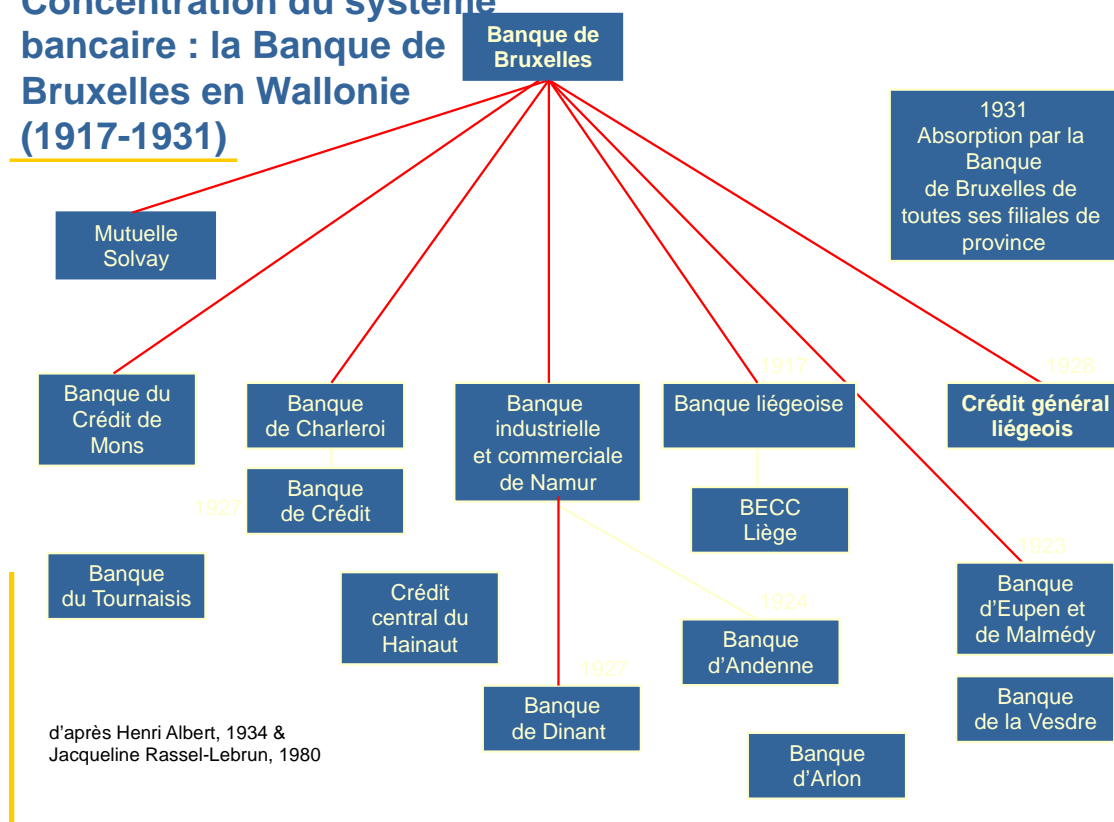 Concentration du système
bancaire : la Banque de
Bruxelles en Wallonie
(1917-1931)
Banque de
Bruxelles
1931
Absorption par la
Banque
de Bruxelles de
toutes ses filiales de
province
Mutuelle
Solvay
Banque du
Crédit de
Mons
Banque
de Charleroi
Banque
industrielle
et commerciale
de Namur
1917
Banque liégeoise
1928
Crédit général
liégeois
1927
Banque
de Crédit
BECC
Liège
Banque
du Tournaisis
Crédit
central du
Hainaut
1924
Banque
d'Andenne
1923
Banque
d'Eupen et
de Malmédy
1927
Banque
de Dinant
Banque
de la Vesdre
Banque
d'Arlon
d'après Henri Albert, 1934 &
Jacqueline Rassel-Lebrun, 1980